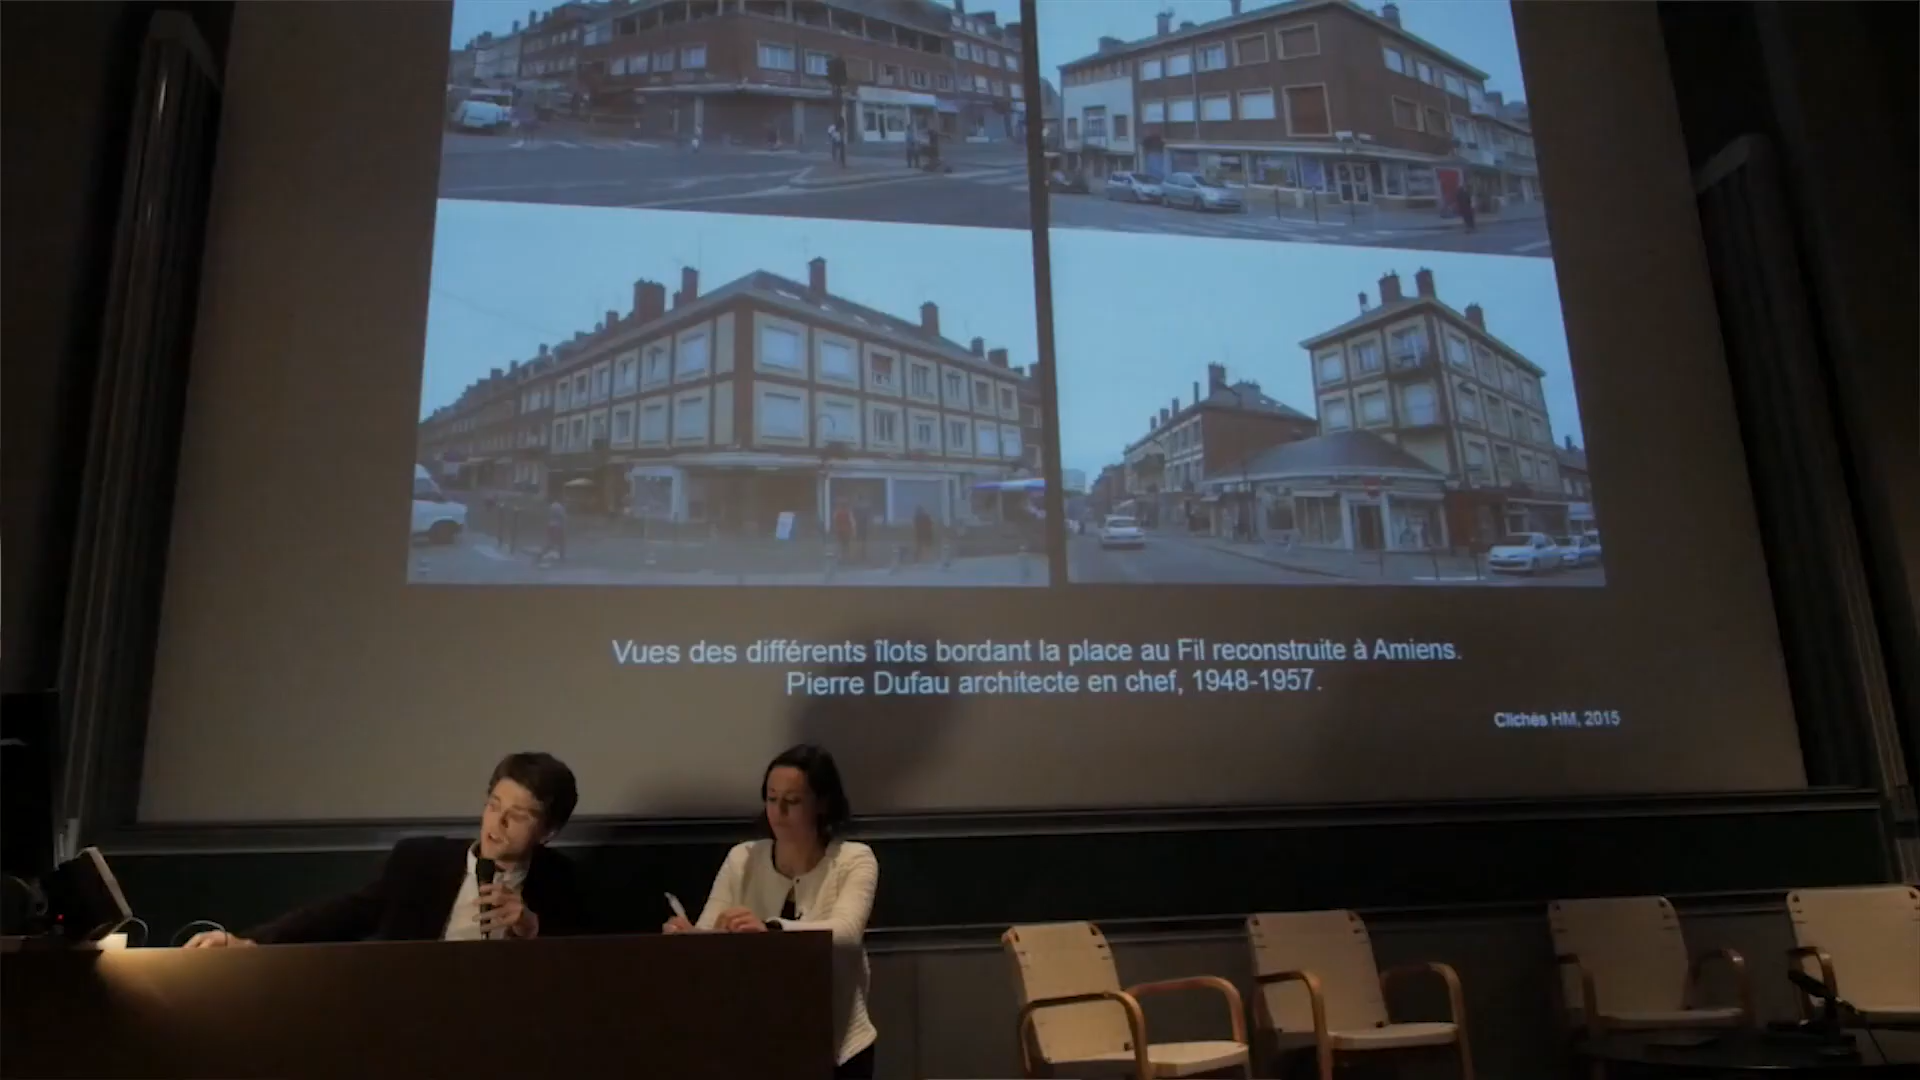 Vues des différents îlots bordant la place au Fil reconstruite à Amiens.
Pierre Dufau architecte en chef, 1948-1957.
Clichés HM, 2015